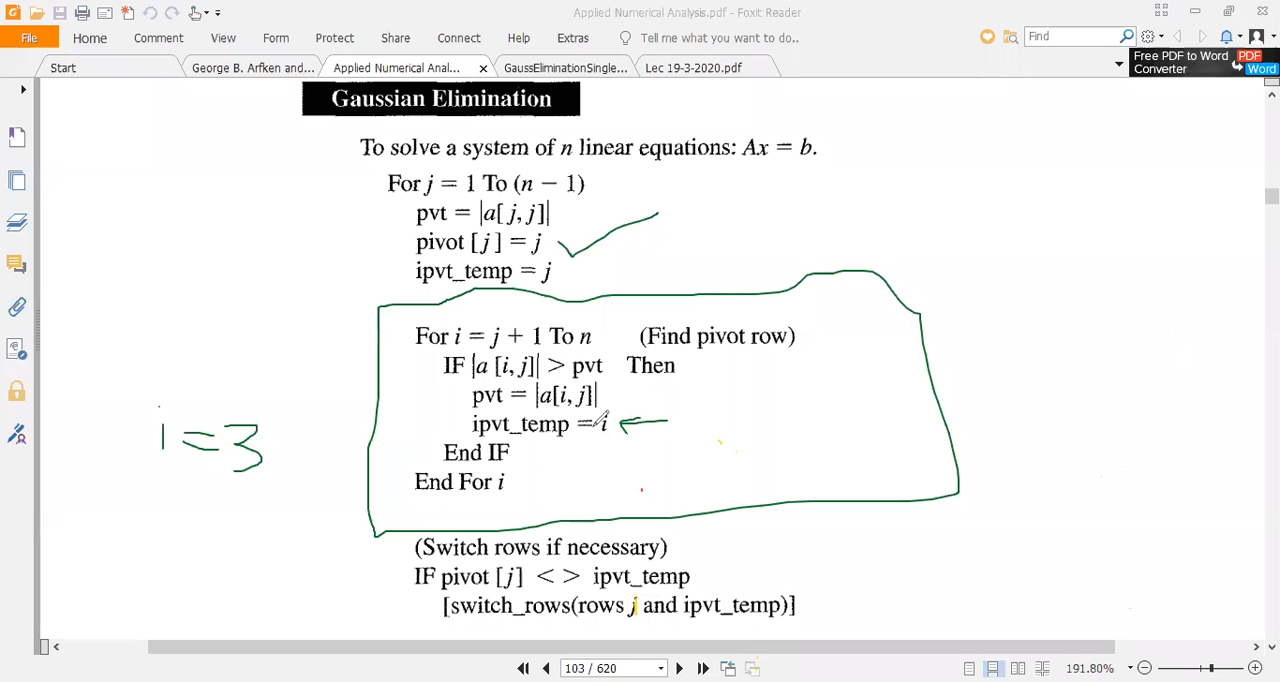 Applied Numerical Analysis.pdf - Foxit Reader
File Home Comment View Form Protect Share Connect Help Extras Tell me what you want to do.. Find
Start George B. Arfken and... Applied Numerical Anal... × GausElimtationSingle... Lec 19-3-2020.pdf
Free PDF to Word PDF
Converter Word
Gaussian Elimination
To solve a system of n linear equations: Ax = b.
For j = 1 To (n − 1)
pvt = |a[j, j]|
pivot [j] = j
ipvt_temp = j
For i = j + 1 To n (Find pivot row)
IF |a [i, j]| > pvt Then
pvt = |a[i, j]|
ipvt_temp = i
i = 3
End IF
End For i
(Switch rows if necessary)
IF pivot [j] < > ipvt_temp
[switch_rows(rows j and ipvt_temp)]
103 / 620 191.80%